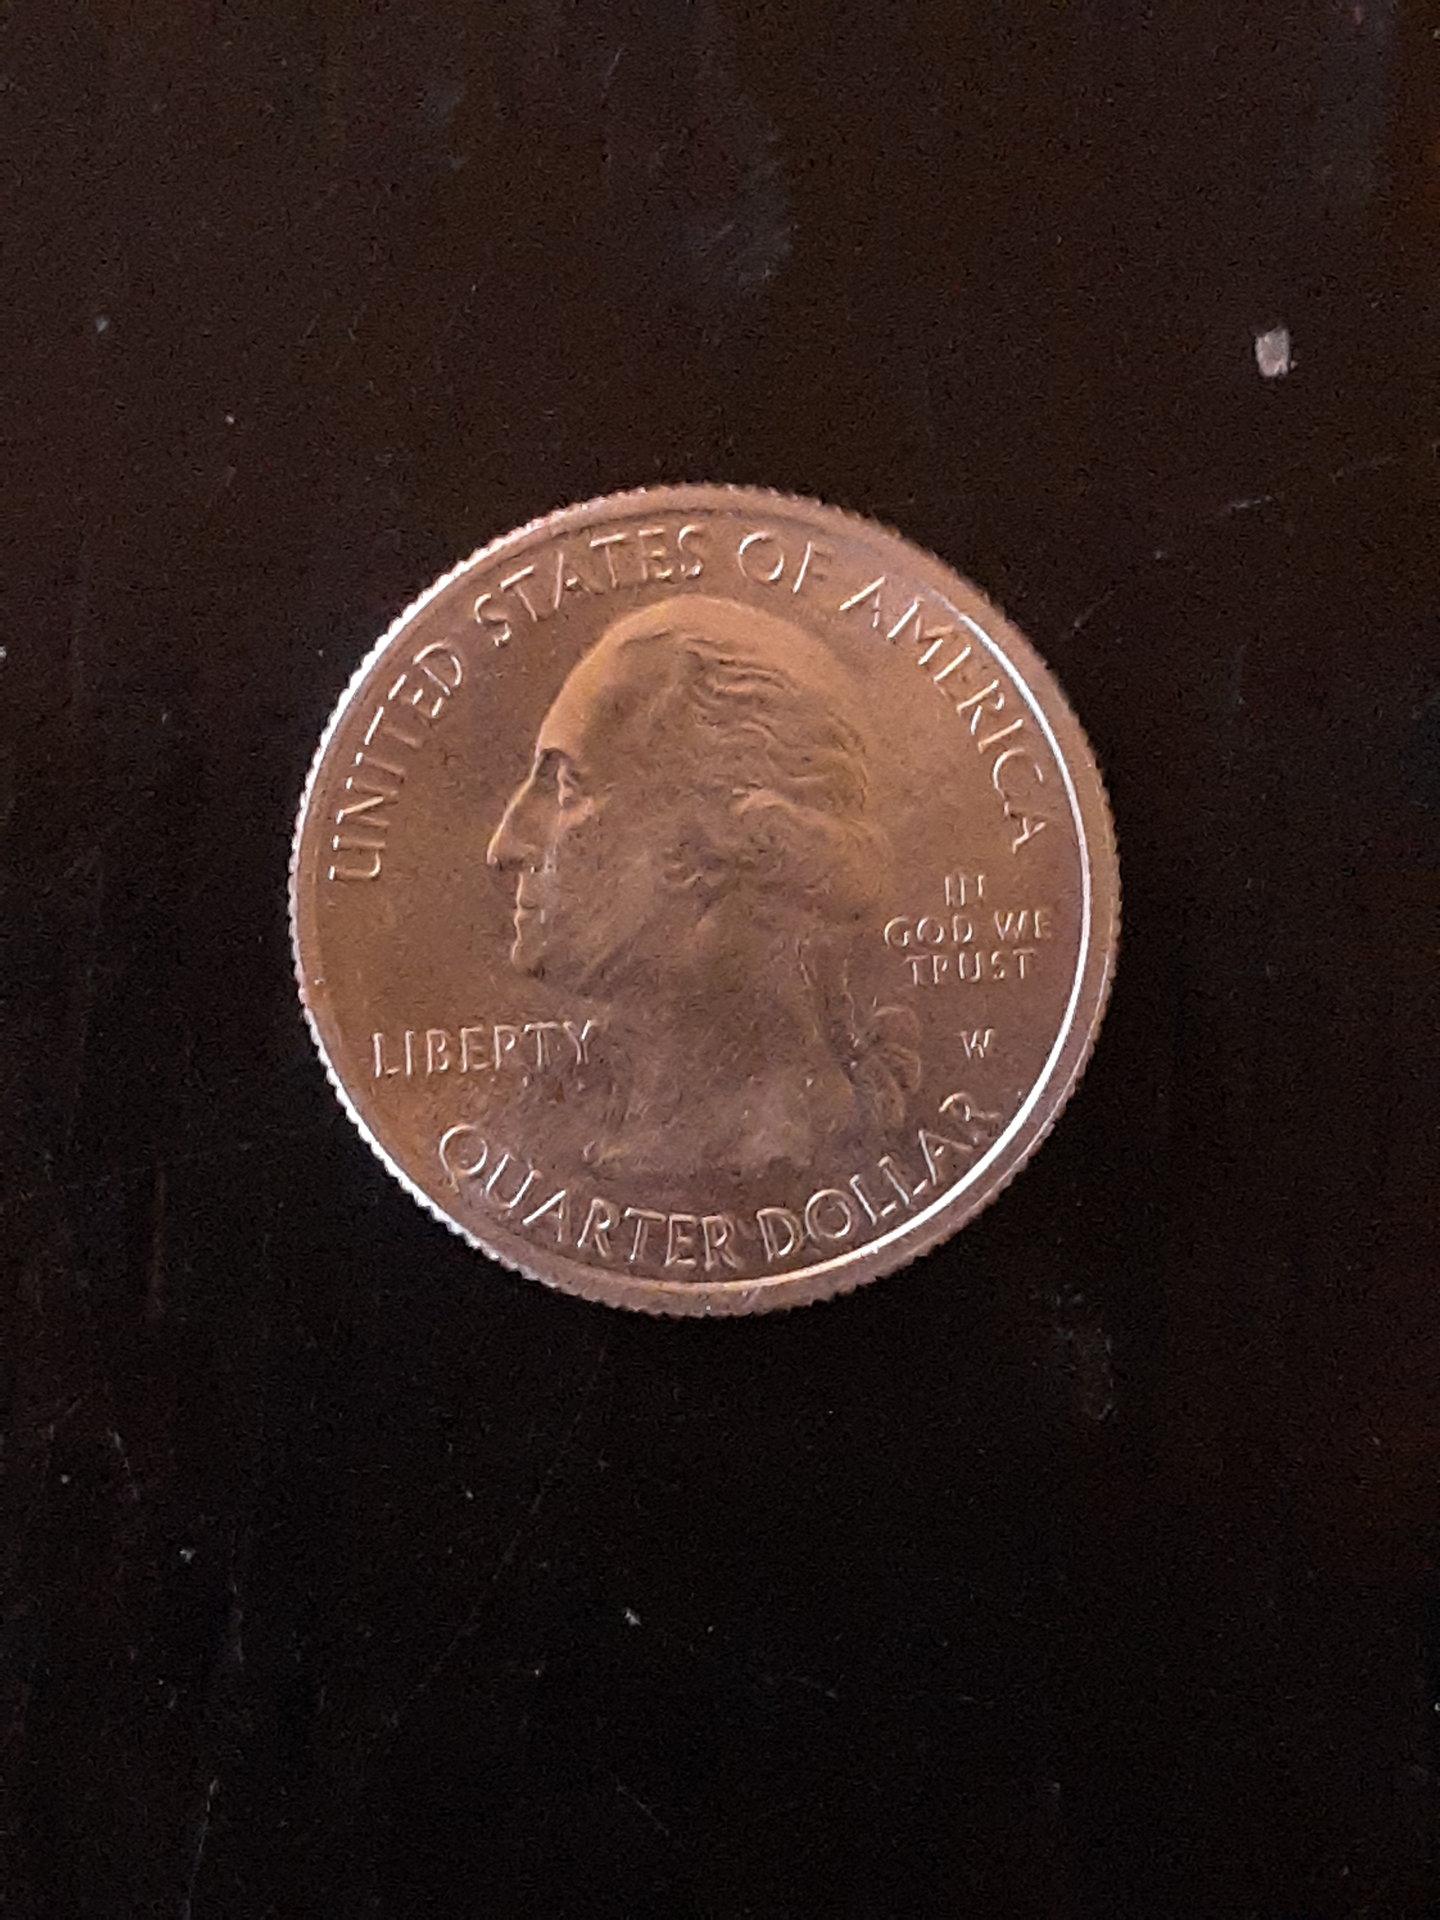 UNITED STATES OF AMERICA
IN
GOD WE
TRUST
LIBERTY
W
QUARTER DOLLAR